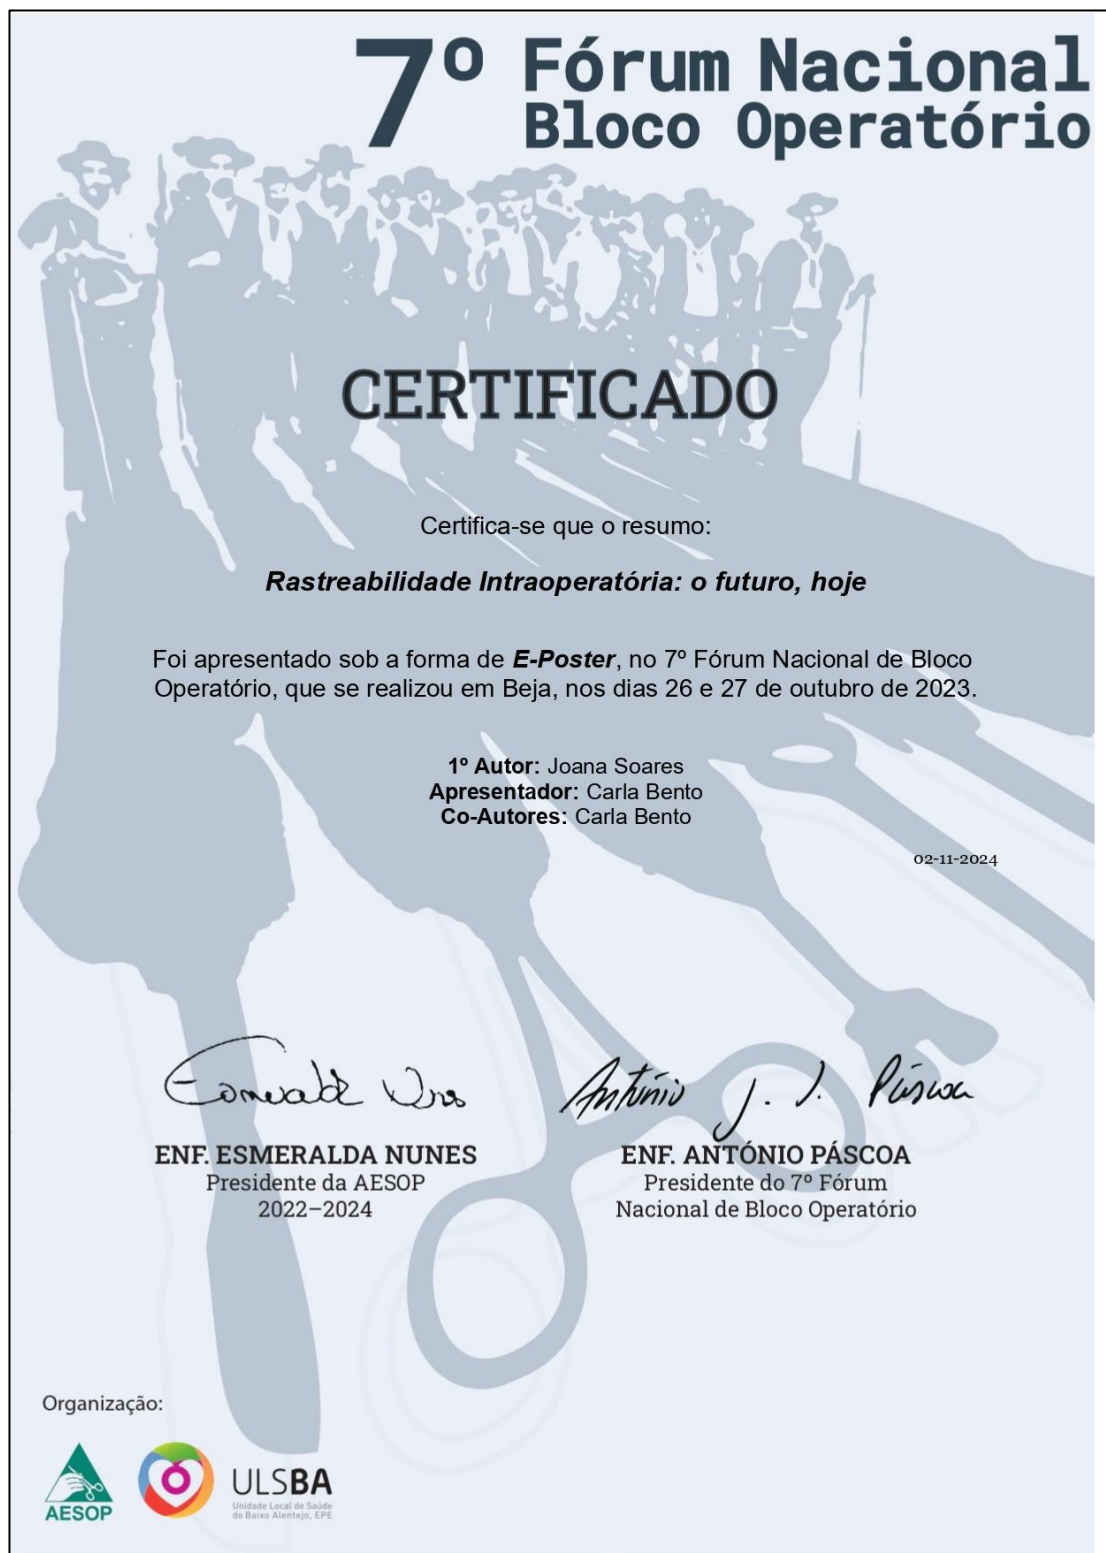 7º Fórum Nacional
Bloco Operatório
CERTIFICADO
Certifica-se que o resumo:
Rastreabilidade Intraoperatória: o futuro, hoje
Foi apresentado sob a forma de E-Poster, no 7º Fórum Nacional de Bloco
Operatório, que se realizou em Beja, nos dias 26 e 27 de outubro de 2023.
1º Autor: Joana Soares
Apresentador: Carla Bento
Co-Autores: Carla Bento
02-11-2024
António J. J. Páscoa
ENF. ESMERALDA NUNES
Presidente da AESOP
2022–2024
ENF. ANTÓNIO PÁSCOA
Presidente do 7º Fórum
Nacional de Bloco Operatório
Organização:
AESOP
ULSBA
Unidade Local de Saúde
do Baixo Alentejo, EPE